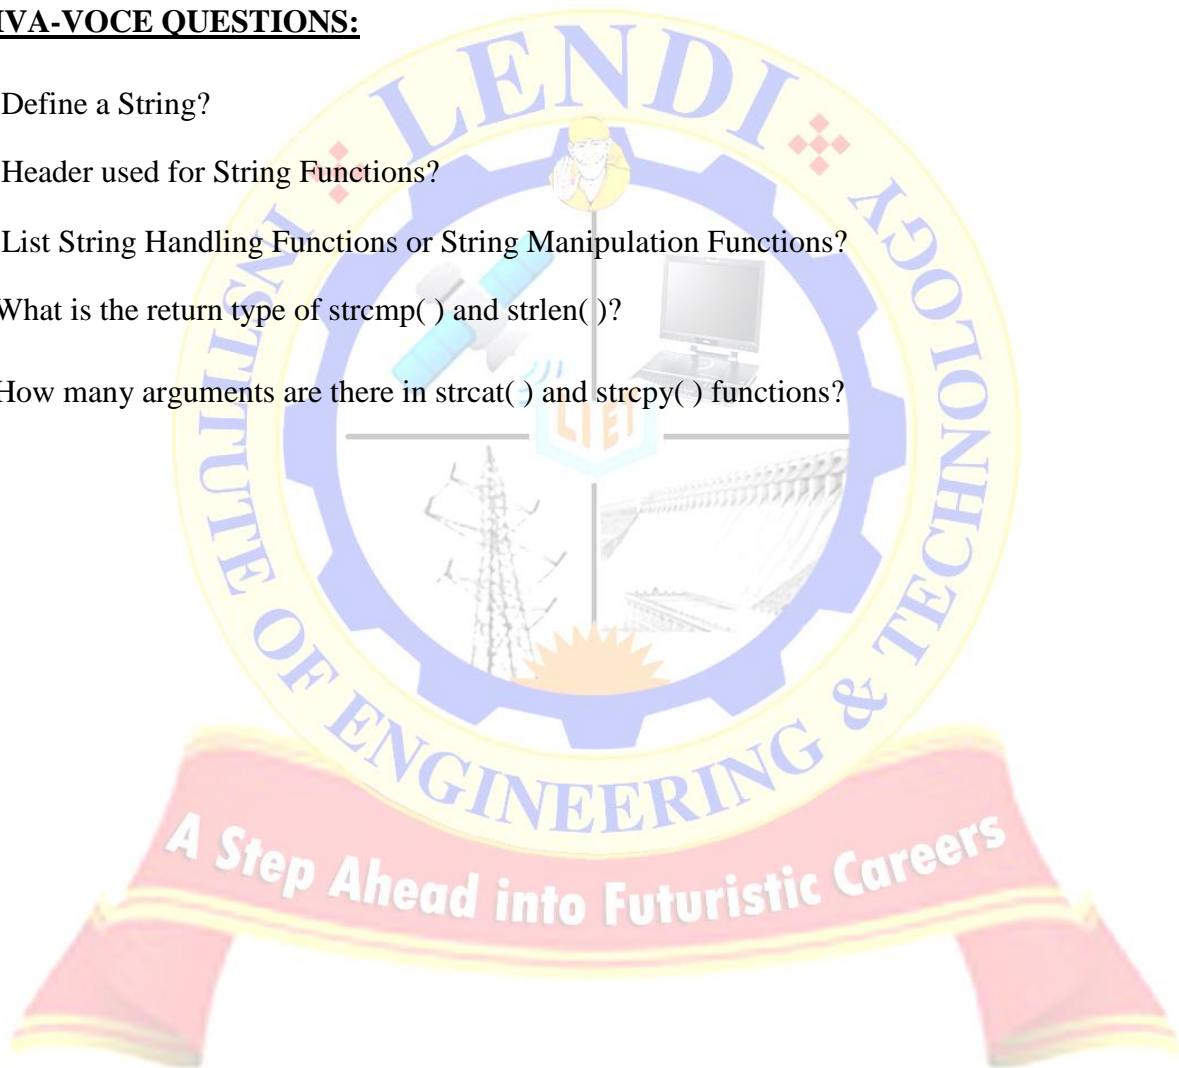 IVA-VOCE QUESTIONS:
Define a String?
Header used for String Functions?
List String Handling Functions or String Manipulation Functions?
What is the return type of strcmp( ) and strlen( )?
How many arguments are there in strcat( ) and strcpy( ) functions?
LENDI
INSTITUTE OF ENGINEERING & TECHNOLOGY
LIET
A Step Ahead into Futuristic Careers